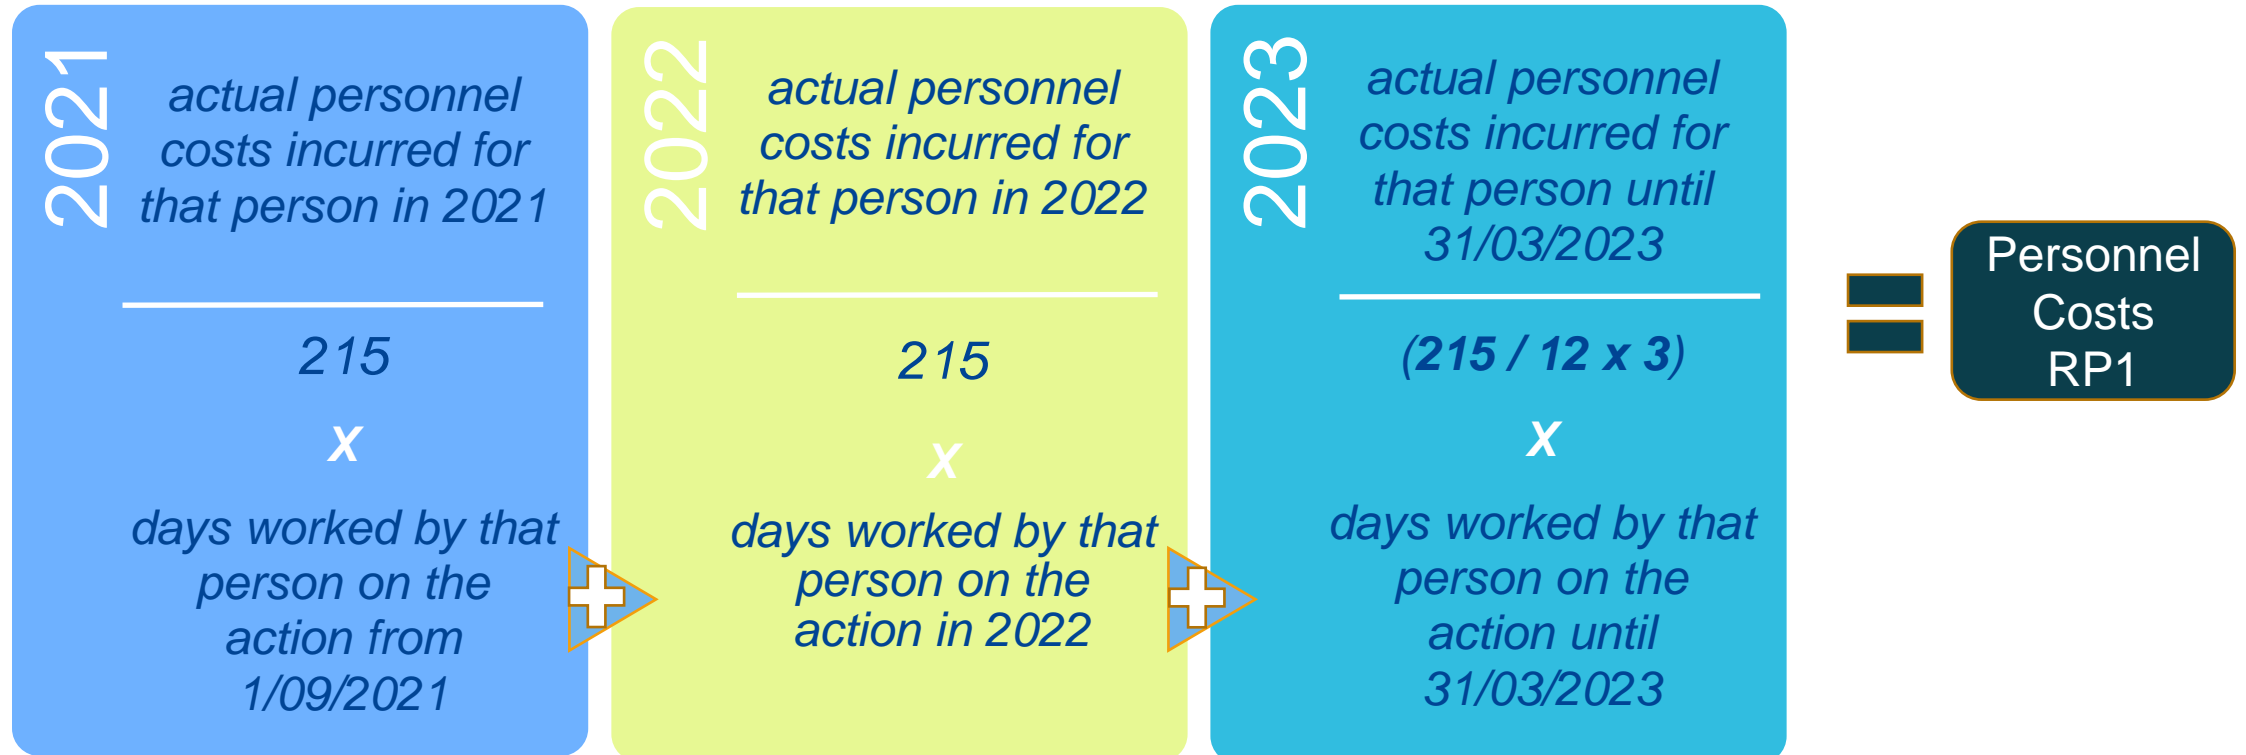 2021
actual personnel
costs incurred for
that person in 2021
215
x
days worked by that
person on the
action from
1/09/2021
2022
actual personnel
costs incurred for
that person in 2022
215
x
days worked by that
person on the
action in 2022
2023
actual personnel
costs incurred for
that person until
31/03/2023
(215 / 12 x 3)
x
days worked by that
person on the
action until
31/03/2023
Personnel
Costs
RP1